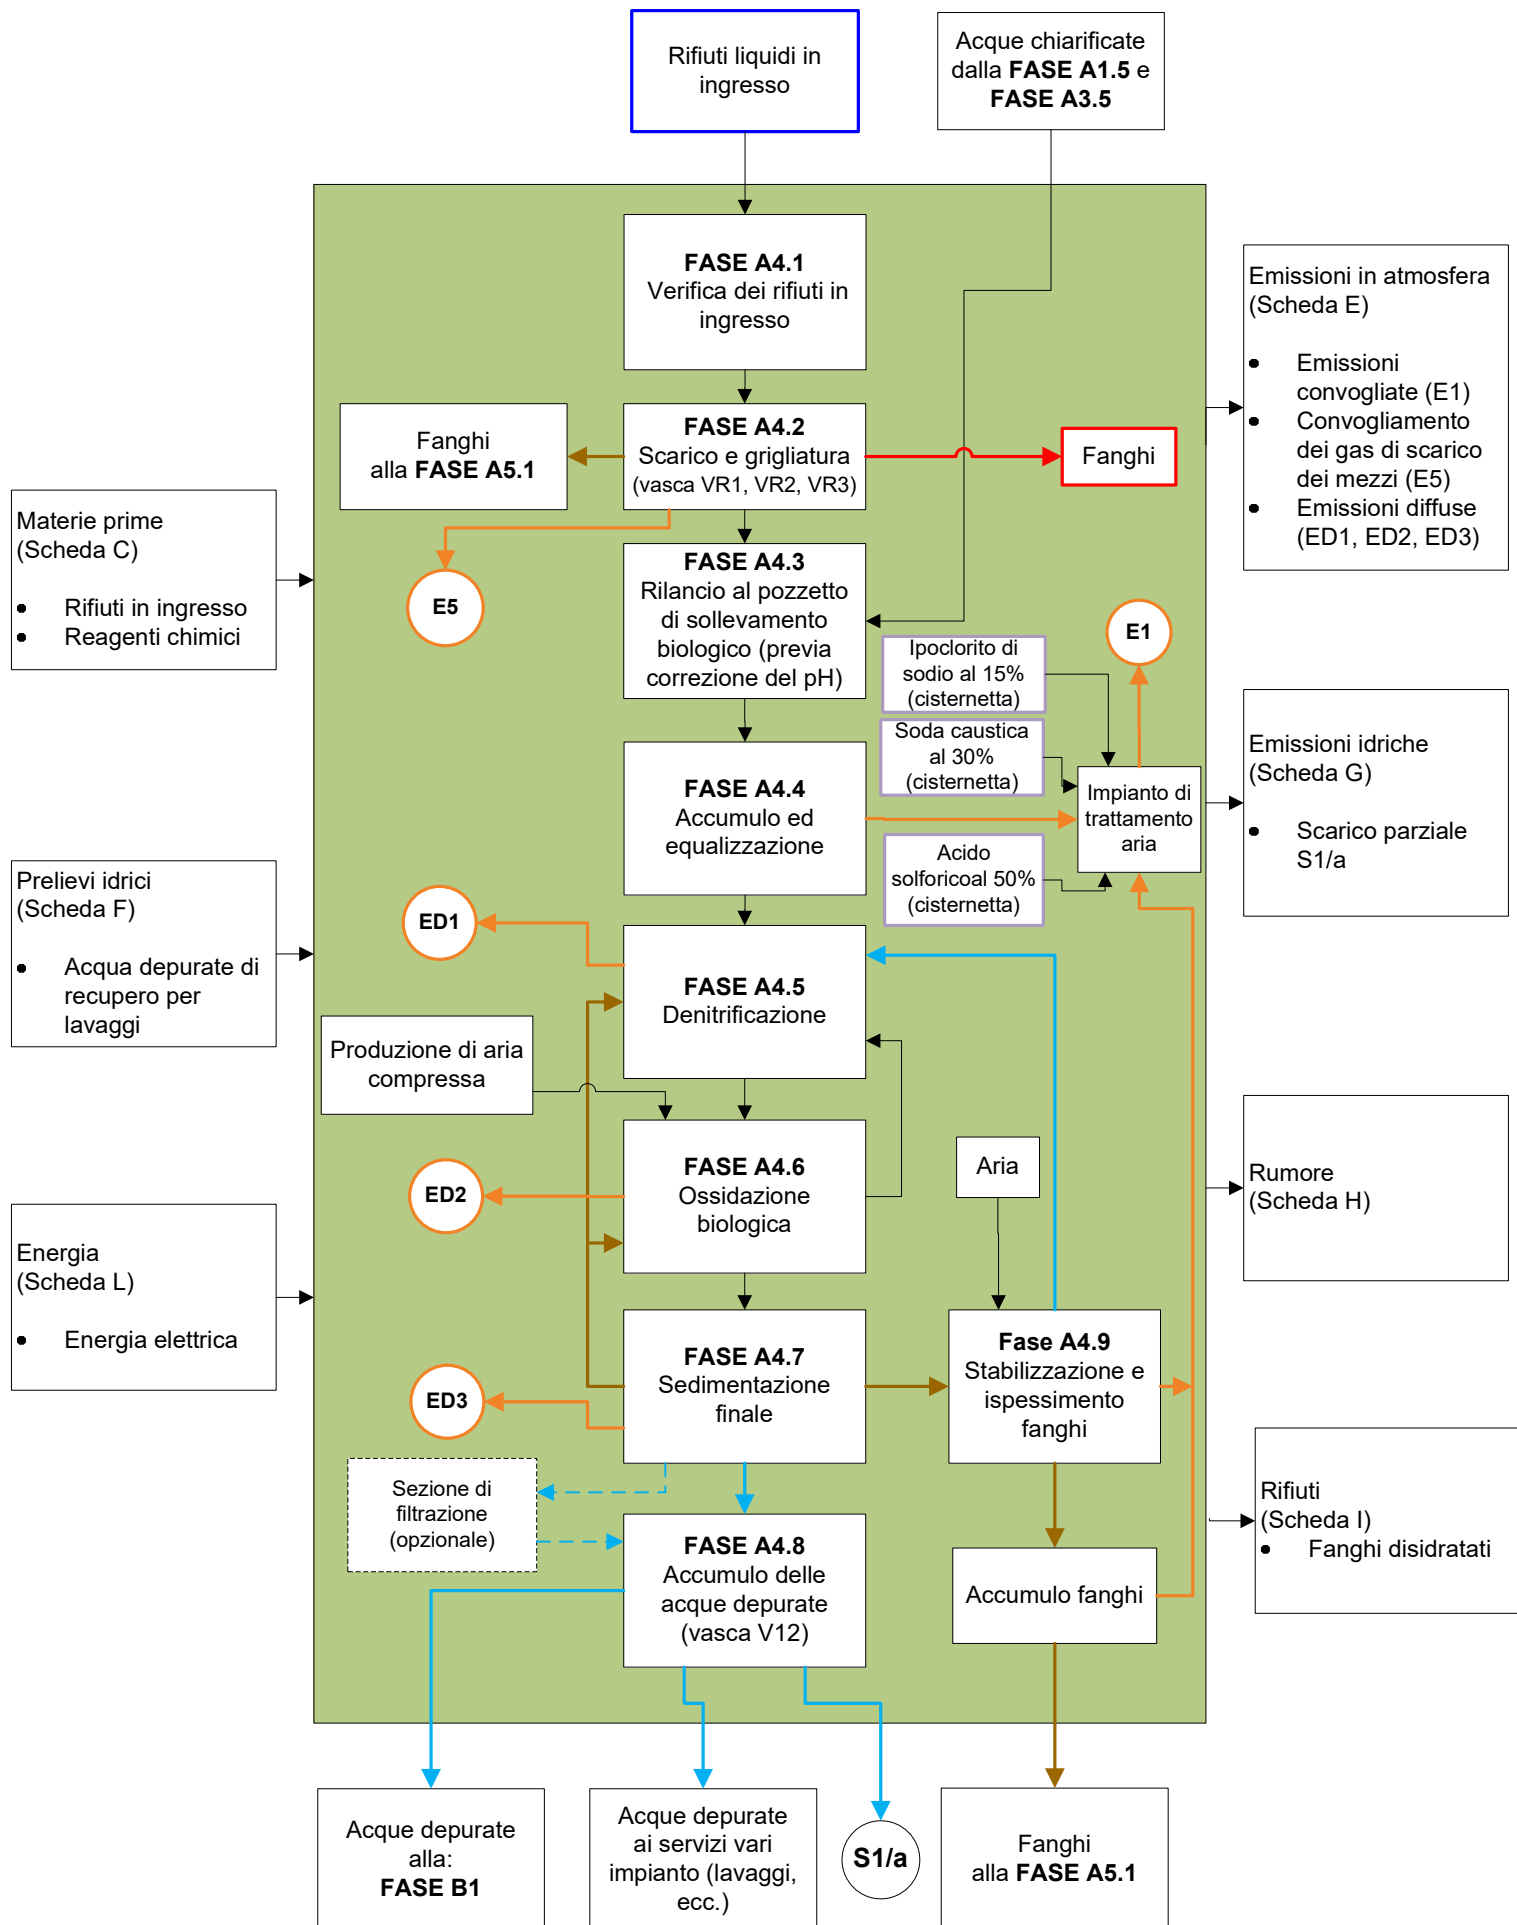 Rifiuti liquidi in
ingresso
Acque chiarificate
dalla FASE A1.5 e
FASE A3.5
FASE A4.1
Verifica dei rifiuti in
ingresso
Fanghi
alla FASE A5.1
FASE A4.2
Scarico e grigliatura
(vasca VR1, VR2, VR3)
Fanghi
Emissioni in atmosfera
(Scheda E)
• Emissioni
convogliate (E1)
• Convogliamento
dei gas di scarico
dei mezzi (E5)
• Emissioni diffuse
(ED1, ED2, ED3)
Materie prime
(Scheda C)
• Rifiuti in ingresso
• Reagenti chimici
E5
FASE A4.3
Rilancio al pozzetto
di sollevamento
biologico (previa
correzione del pH)
E1
Ipoclorito di
sodio al 15%
(cisternetta)
Soda caustica
al 30%
(cisternetta)
FASE A4.4
Accumulo ed
equalizzazione
Impianto di
trattamento
aria
Acido
solforicoal 50%
(cisternetta)
Emissioni idriche
(Scheda G)
• Scarico parziale
S1/a
Prelievi idrici
(Scheda F)
• Acqua depurate di
recupero per
lavaggi
ED1
FASE A4.5
Denitrificazione
Produzione di aria
compressa
FASE A4.6
Ossidazione
biologica
ED2
Aria
Rumore
(Scheda H)
Energia
(Scheda L)
• Energia elettrica
FASE A4.7
Sedimentazione
finale
ED3
Fase A4.9
Stabilizzazione e
ispessimento
fanghi
Sezione di
filtrazione
(opzionale)
FASE A4.8
Accumulo delle
acque depurate
(vasca V12)
Accumulo fanghi
Rifiuti
(Scheda I)
• Fanghi disidratati
Acque depurate
alla:
FASE B1
Acque depurate
ai servizi vari
impianto (lavaggi,
ecc.)
S1/a
Fanghi
alla FASE A5.1